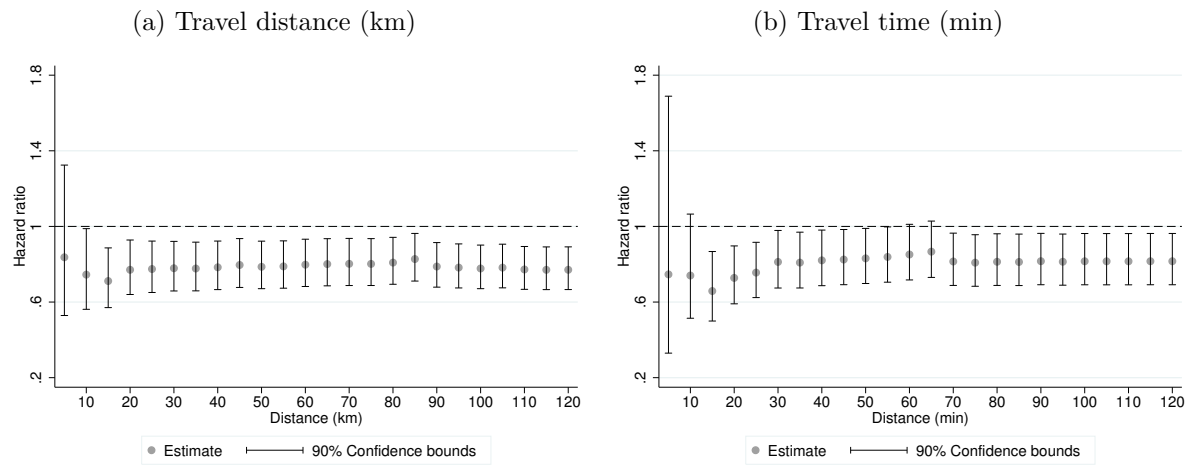 (a) Travel distance (km)
Hazard ratio
1.8
1.4
1
.6
.2
10 20 30 40 50 60 70 80 90 100 110 120
Distance (km)
Estimate 90% Confidence bounds
(b) Travel time (min)
Hazard ratio
1.8
1.4
1
.6
.2
10 20 30 40 50 60 70 80 90 100 110 120
Distance (min)
Estimate 90% Confidence bounds